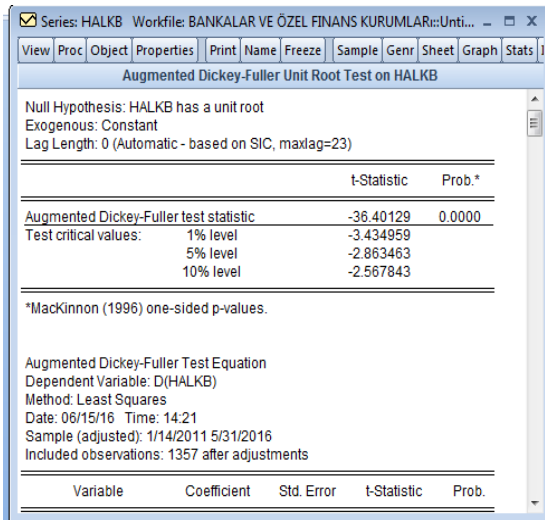 Series: HALKB Workfile: BANKALAR VE ÖZEL FINANS KURUMLARı::Unti...
View Proc Object Properties Print Name Freeze Sample Genr Sheet Graph Stats
Augmented Dickey-Fuller Unit Root Test on HALKB
Null Hypothesis: HALKB has a unit root
Exogenous: Constant
Lag Length: 0 (Automatic - based on SIC, maxlag=23)
t-Statistic Prob.*
Augmented Dickey-Fuller test statistic -36.40129 0.0000
Test critical values: 1% level -3.434959
5% level -2.863463
10% level -2.567843
*MacKinnon (1996) one-sided p-values.
Augmented Dickey-Fuller Test Equation
Dependent Variable: D(HALKB)
Method: Least Squares
Date: 06/15/16 Time: 14:21
Sample (adjusted): 1/14/2011 5/31/2016
Included observations: 1357 after adjustments
Variable Coefficient Std. Error t-Statistic Prob.